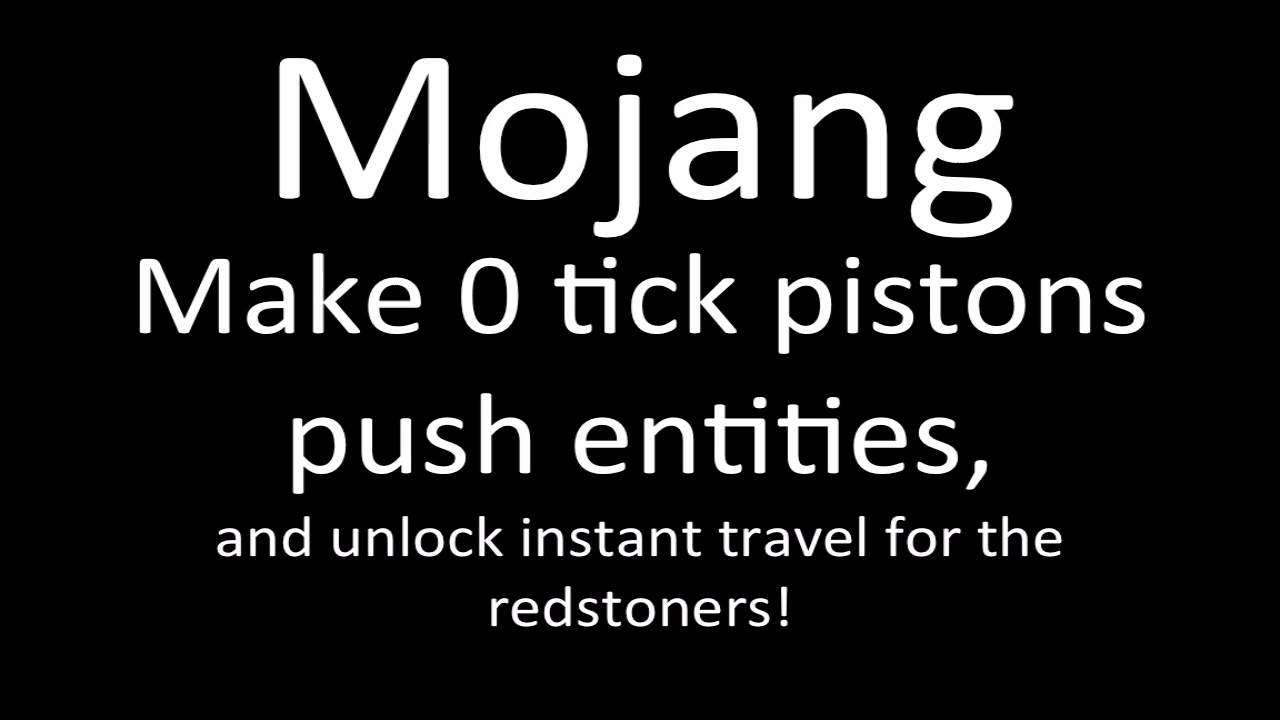 Mojang
Make 0 tick pistons
push entities,
and unlock instant travel for the
redstoners!